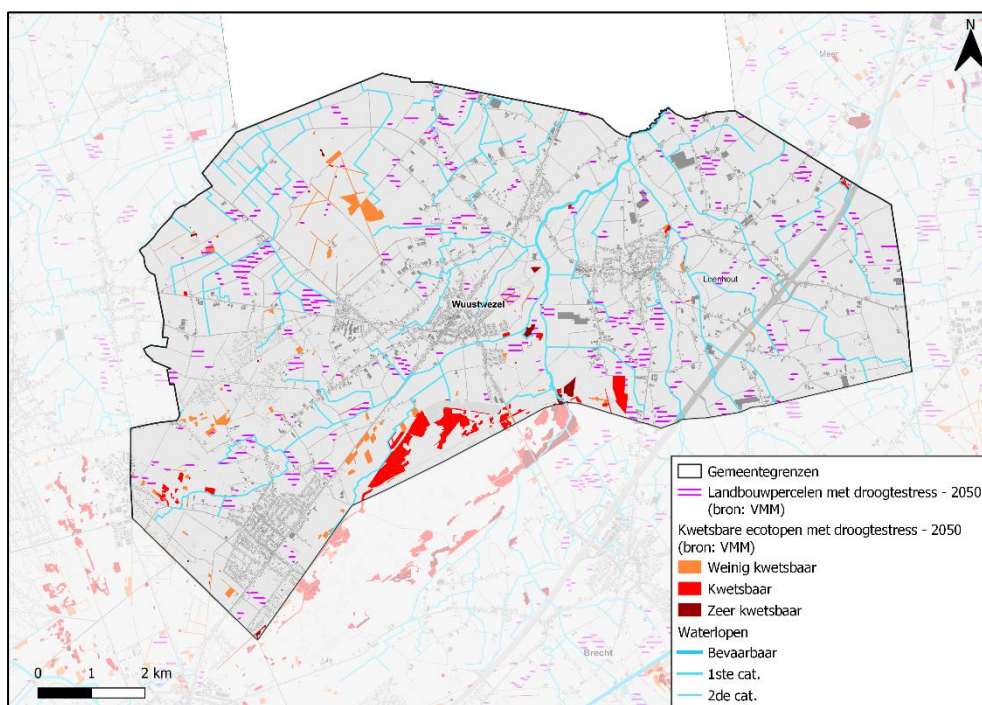 N
Meer
Loenhout
Wuustwezel
Brecht
0 1 2 km
Gemeentegrenzen
Landbouwpercelen met droogtestress - 2050
(bron: VMM)
Kwetsbare ecotopen met droogtestress - 2050
(bron: VMM)
Weinig kwetsbaar
Kwetsbaar
Zeer kwetsbaar
Waterlopen
Bevaarbaar
1ste cat.
2de cat.